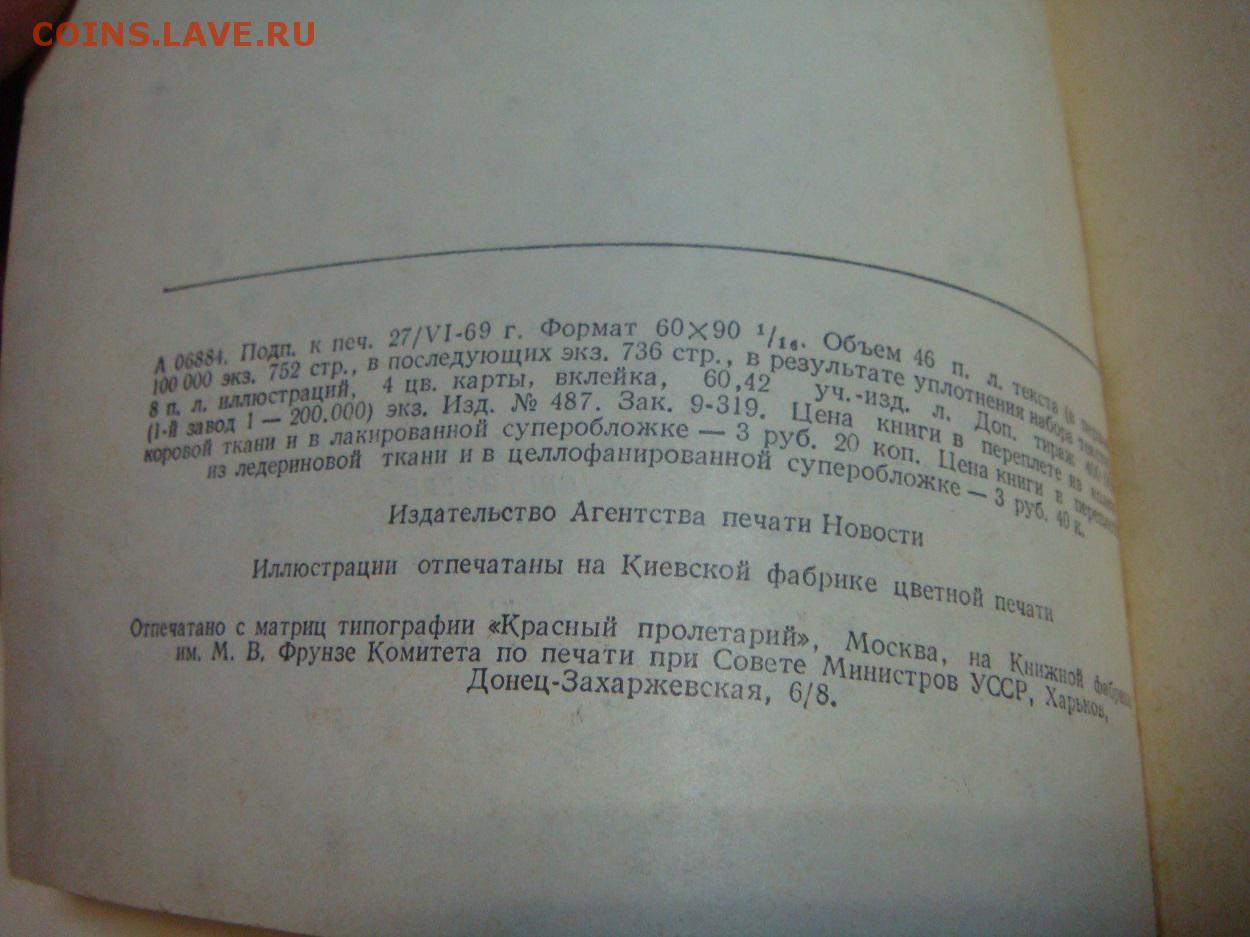 COINS.LAVE.RU
А 06884. Подп. к печ. 27/VI-69 г. Формат 60×90 1/16. Объем 46 п. л. текста (в
100 000 экз. 752 стр., в последующих экз. 736 стр., в результате уплотнения набора
8 п. л. иллюстраций, 4 цв. карты, вклейка, 60,42 уч.-изд. л. Доп. тираж
(1-й завод 1 — 200.000) экз. Изд. № 487. Зак. 9-319. Цена книги в переплете из
коровой ткани и в лакированной суперобложке — 3 руб. 20 коп. Цена книги в
из ледериновой ткани и в целлофанированной суперобложке — 3 руб. 40 к.
Издательство Агентства печати Новости
Иллюстрации отпечатаны на Киевской фабрике цветной печати
Отпечатано с матриц типографии «Красный пролетарий», Москва, на Книжной
им. М. В. Фрунзе Комитета по печати при Совете Министров УССР, Харьков,
Донец-Захаржевская, 6/8.